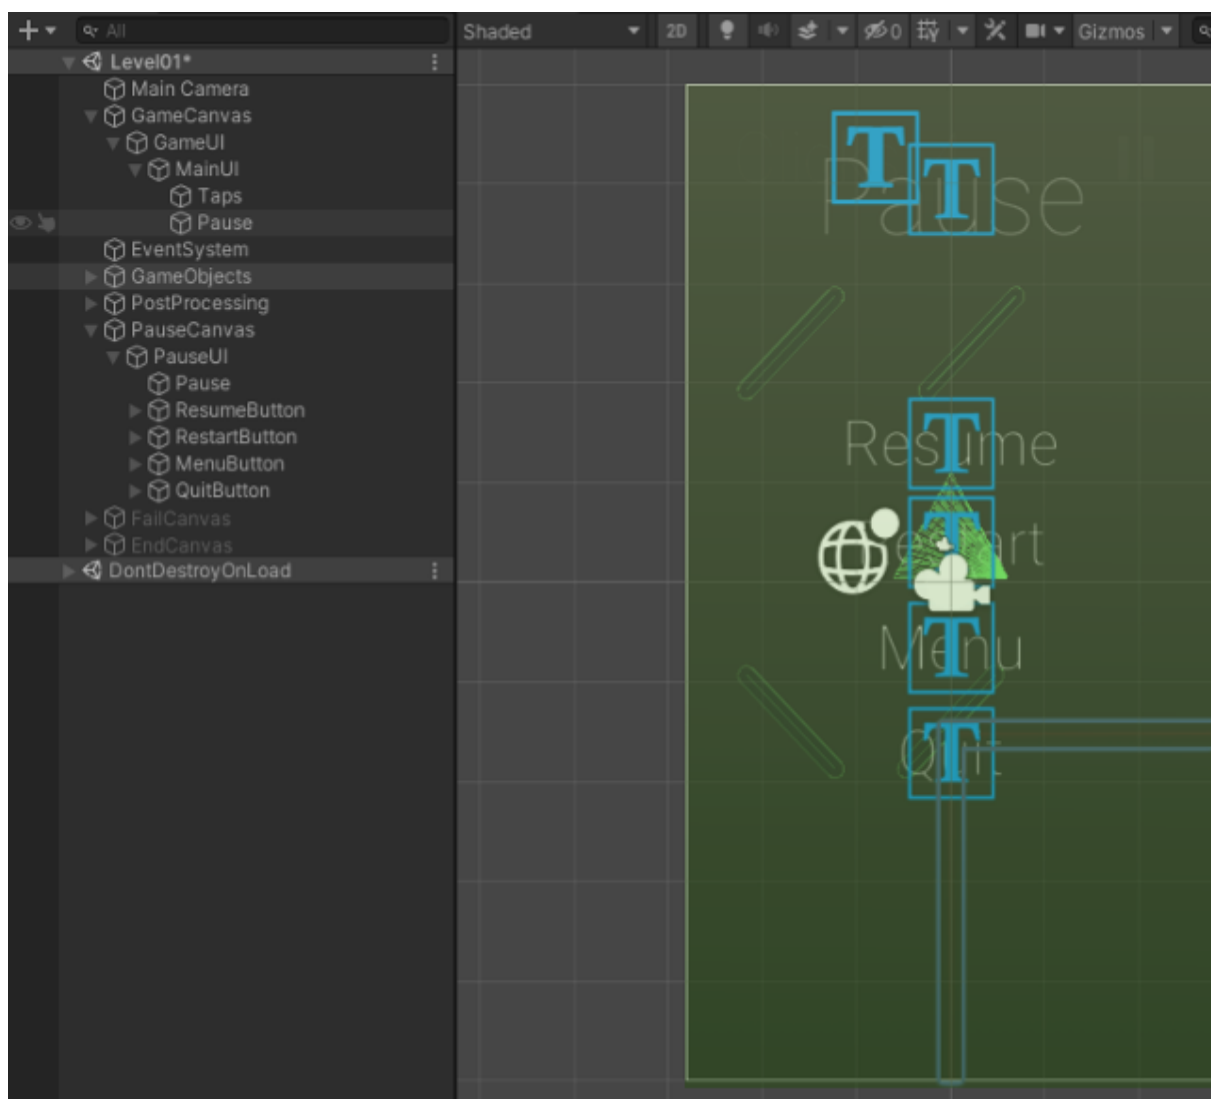 All
Shaded
2D
0
Gizmos
Level01*
Main Camera
GameCanvas
GameUI
MainUI
Taps
Pause
EventSystem
GameObjects
PostProcessing
PauseCanvas
PauseUI
Pause
ResumeButton
RestartButton
MenuButton
QuitButton
FailCanvas
EndCanvas
DontDestroyOnLoad
T
T
Pause
T
Resume
T
T
Menu
T
Quit